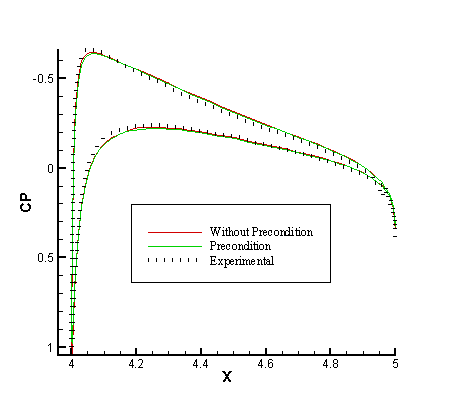 -0.5
0
0.5
1
CP
Without Precondition
Precondition
Experimental
4 4.2 4.4 4.6 4.8 5
X